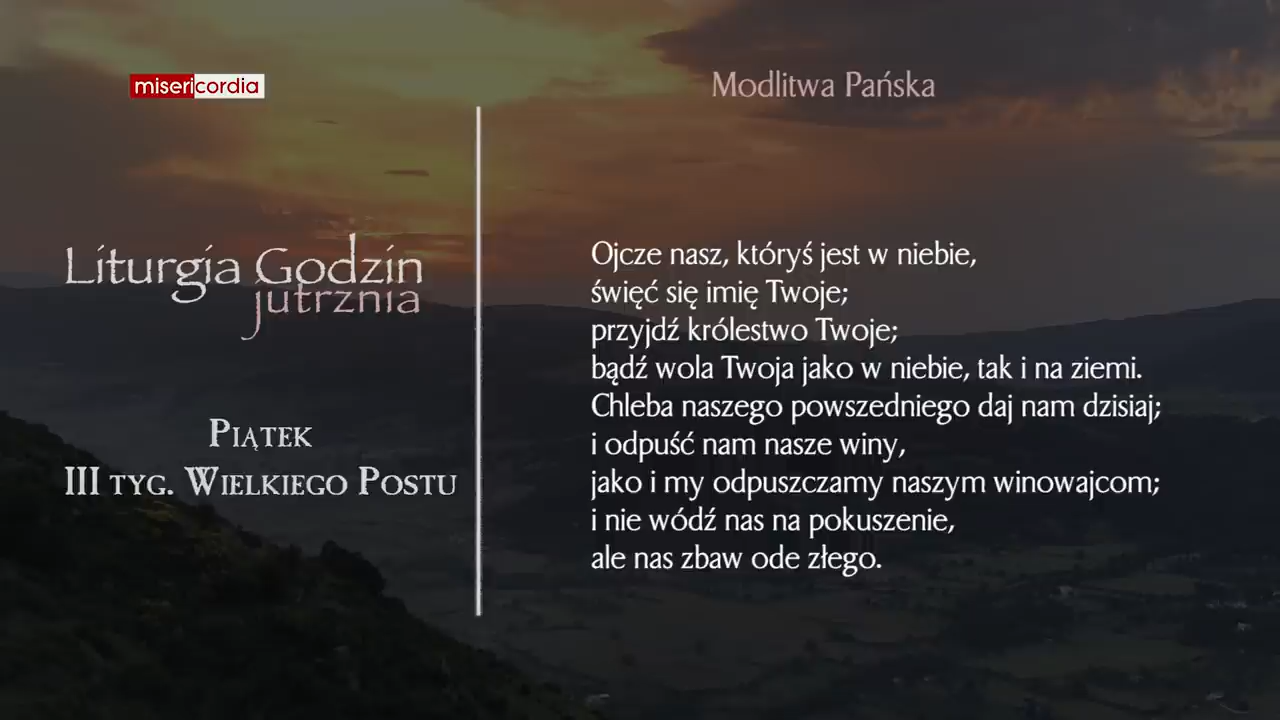 misericordia
Liturgia Godzin
jutrznia
Piątek
III tyg. Wielkiego Postu
Modlitwa Pańska
Ojcze nasz, któryś jest w niebie,
święć się imię Twoje;
przyjdź królestwo Twoje;
bądź wola Twoja jako w niebie, tak i na ziemi.
Chleba naszego powszedniego daj nam dzisiaj;
i odpuść nam nasze winy,
jako i my odpuszczamy naszym winowajcom;
i nie wódź nas na pokuszenie,
ale nas zbaw ode złego.